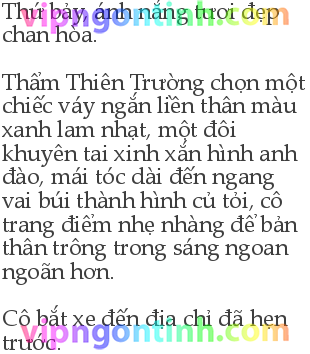 Thứ bảy, ánh nắng tươi đẹp
chan hòa.
Thẩm Thiên Trường chọn một
chiếc váy ngắn liền thân màu
xanh lam nhạt, một đôi
khuyên tai xinh xắn hình anh
đào, mái tóc dài đến ngang
vai búi thành hình củ tỏi, cô
trang điểm nhẹ nhàng để bản
thân trông trong sáng ngoan
ngoãn hơn.
Cô bắt xe đến địa chỉ đã hẹn
trước.
vipngontinh.com
vipngontinh.com